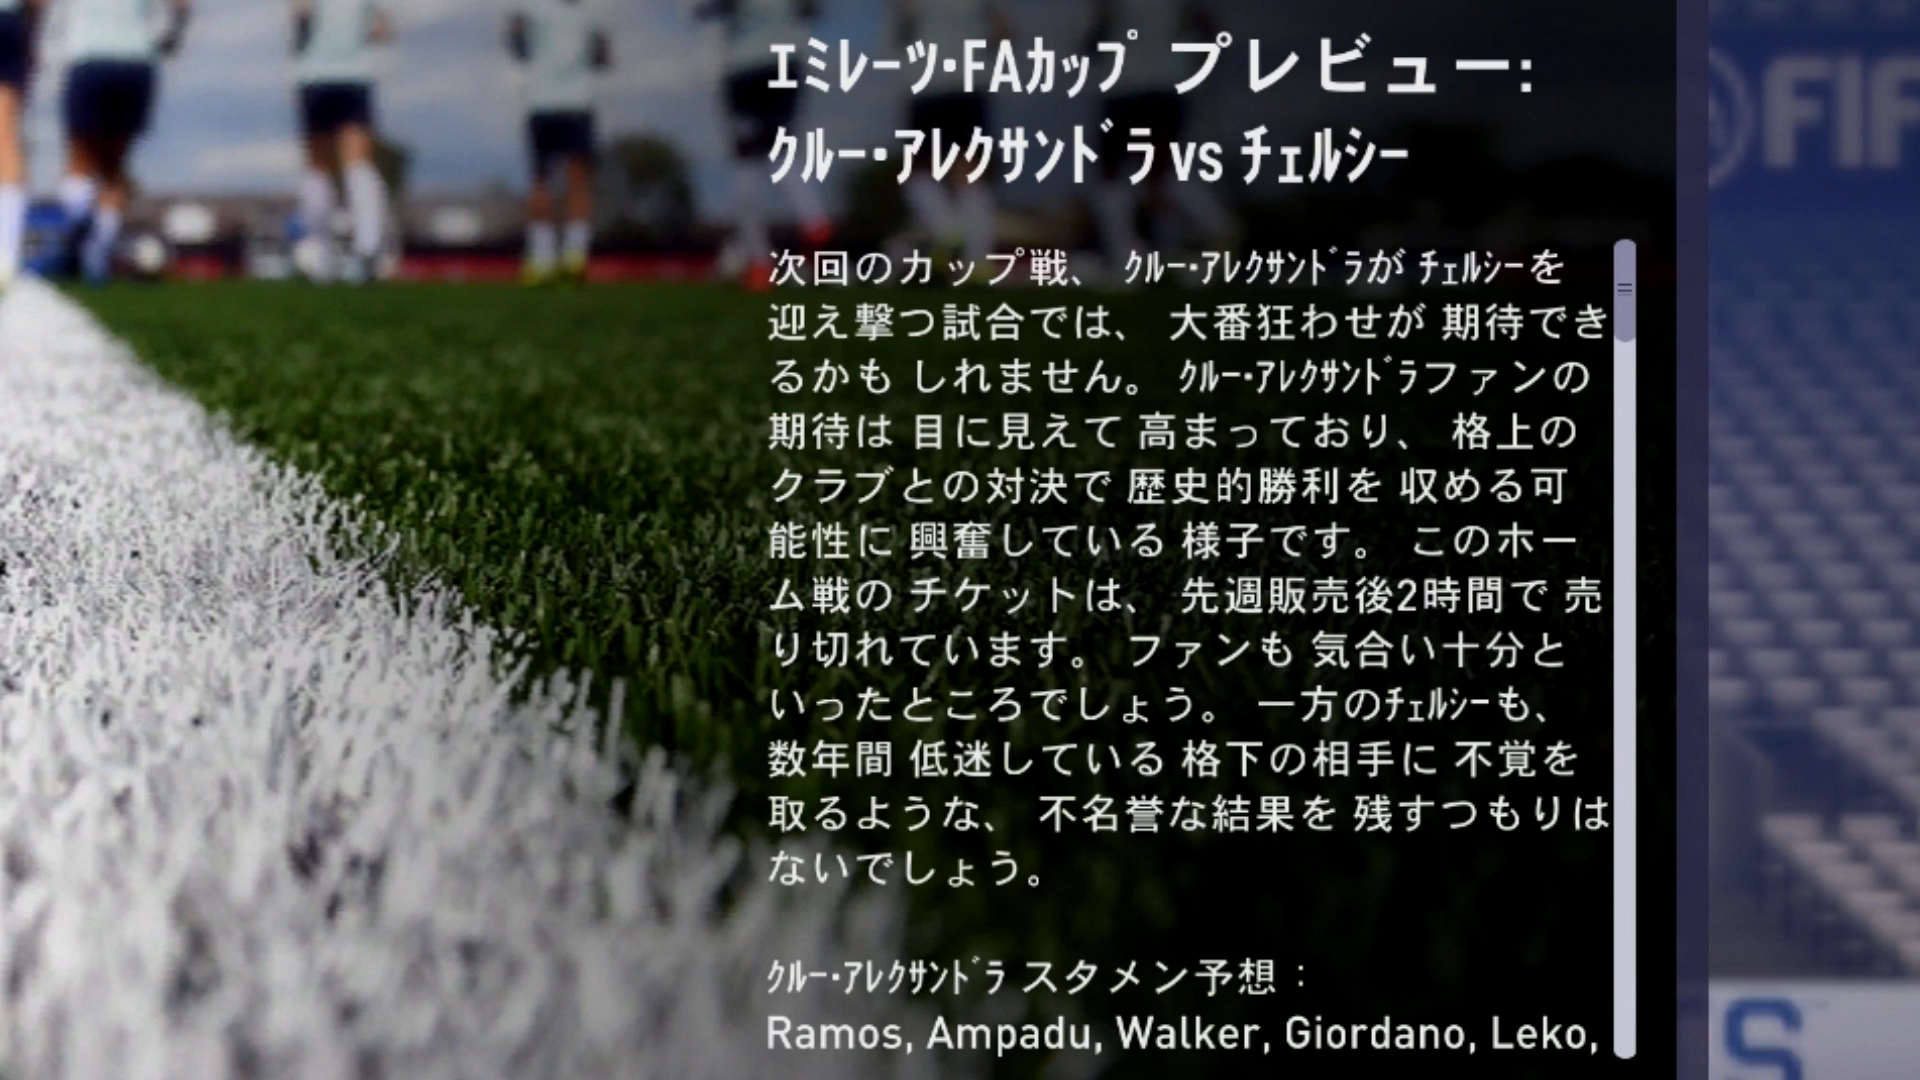 ｴﾐﾚｰﾂ･FAｶｯﾌﾟ プレビュー:
ｸﾙｰ･ｱﾚｸｻﾝﾄﾞﾗ vs ﾁｪﾙｼｰ
次回のカップ戦、 ｸﾙｰ･ｱﾚｸｻﾝﾄﾞﾗが ﾁｪﾙｼｰを
迎え撃つ試合では、 大番狂わせが 期待でき
るかも しれません。 ｸﾙｰ･ｱﾚｸｻﾝﾄﾞﾗファンの
期待は 目に見えて 高まっており、 格上の
クラブとの対決で 歴史的勝利を 収める可
能性に 興奮している 様子です。 このホー
ム戦の チケットは、 先週販売後2時間で 売
り切れています。 ファンも 気合い十分と
いったところでしょう。 一方のﾁｪﾙｼｰも、
数年間 低迷している 格下の相手に 不覚を
取るような、 不名誉な結果を 残すつもりは
ないでしょう。
ｸﾙｰ･ｱﾚｸｻﾝﾄﾞﾗ スタメン予想：
Ramos, Ampadu, Walker, Giordano, Leko,
FIF
S